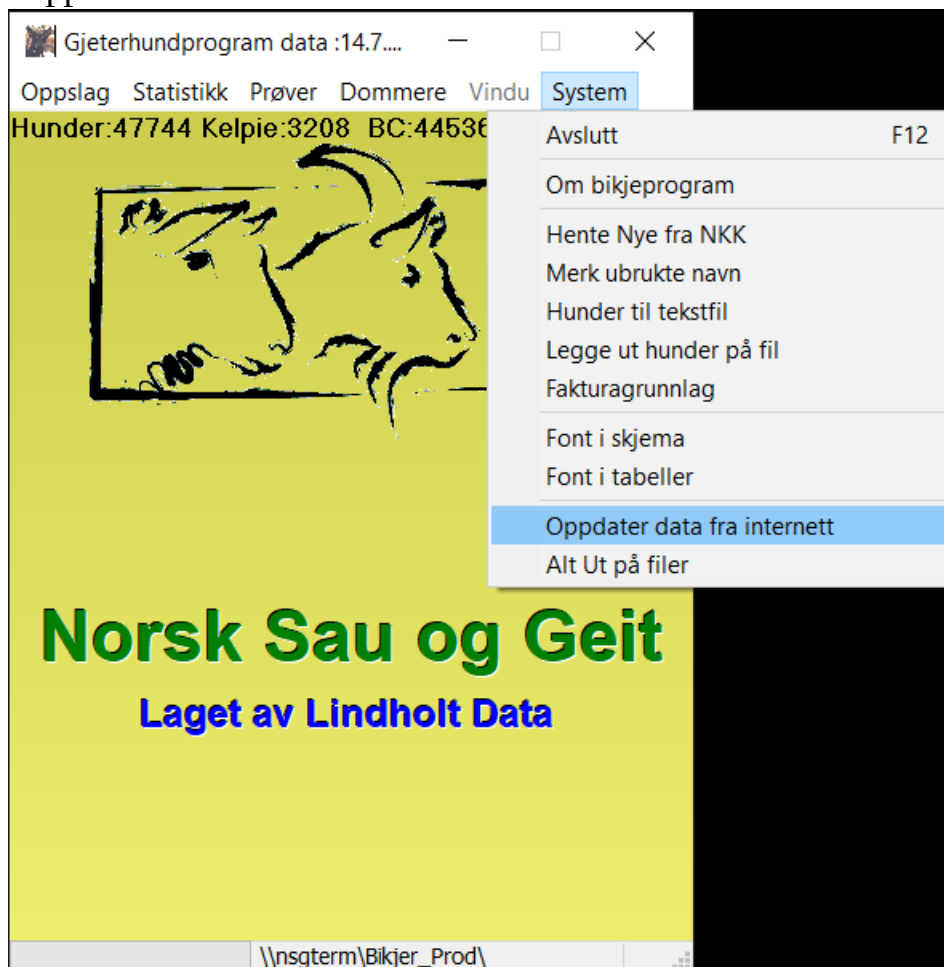 Gjeterhundprogram data :14.7....
Oppslag Statistikk Prøver Dommere Vindu System
Hunder:47744 Kelpie:3208 BC:44536
Avslutt F12
Om bikjeprogram
Hente Nye fra NKK
Merk ubrukte navn
Hunder til tekstfil
Legge ut hunder på fil
Fakturagrunnlag
Font i skjema
Font i tabeller
Oppdater data fra internett
Alt Ut på filer
Norsk Sau og Geit
Laget av Lindholt Data
\\nsgterm\Bikjer_Prod\